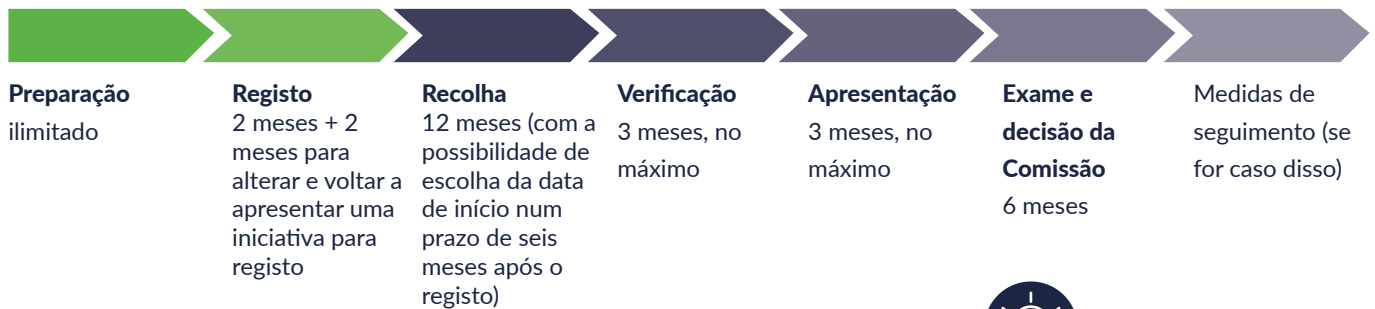 Preparação
ilimitado
Registo
2 meses + 2
meses para
alterar e voltar a
apresentar uma
iniciativa para
registo
Recolha
12 meses (com a
possibilidade de
escolha da data
de início num
prazo de seis
meses após o
registo)
Verificação
3 meses, no
máximo
Apresentação
3 meses, no
máximo
Exame e
decisão da
Comissão
6 meses
Medidas de
seguimento (se
for caso disso)